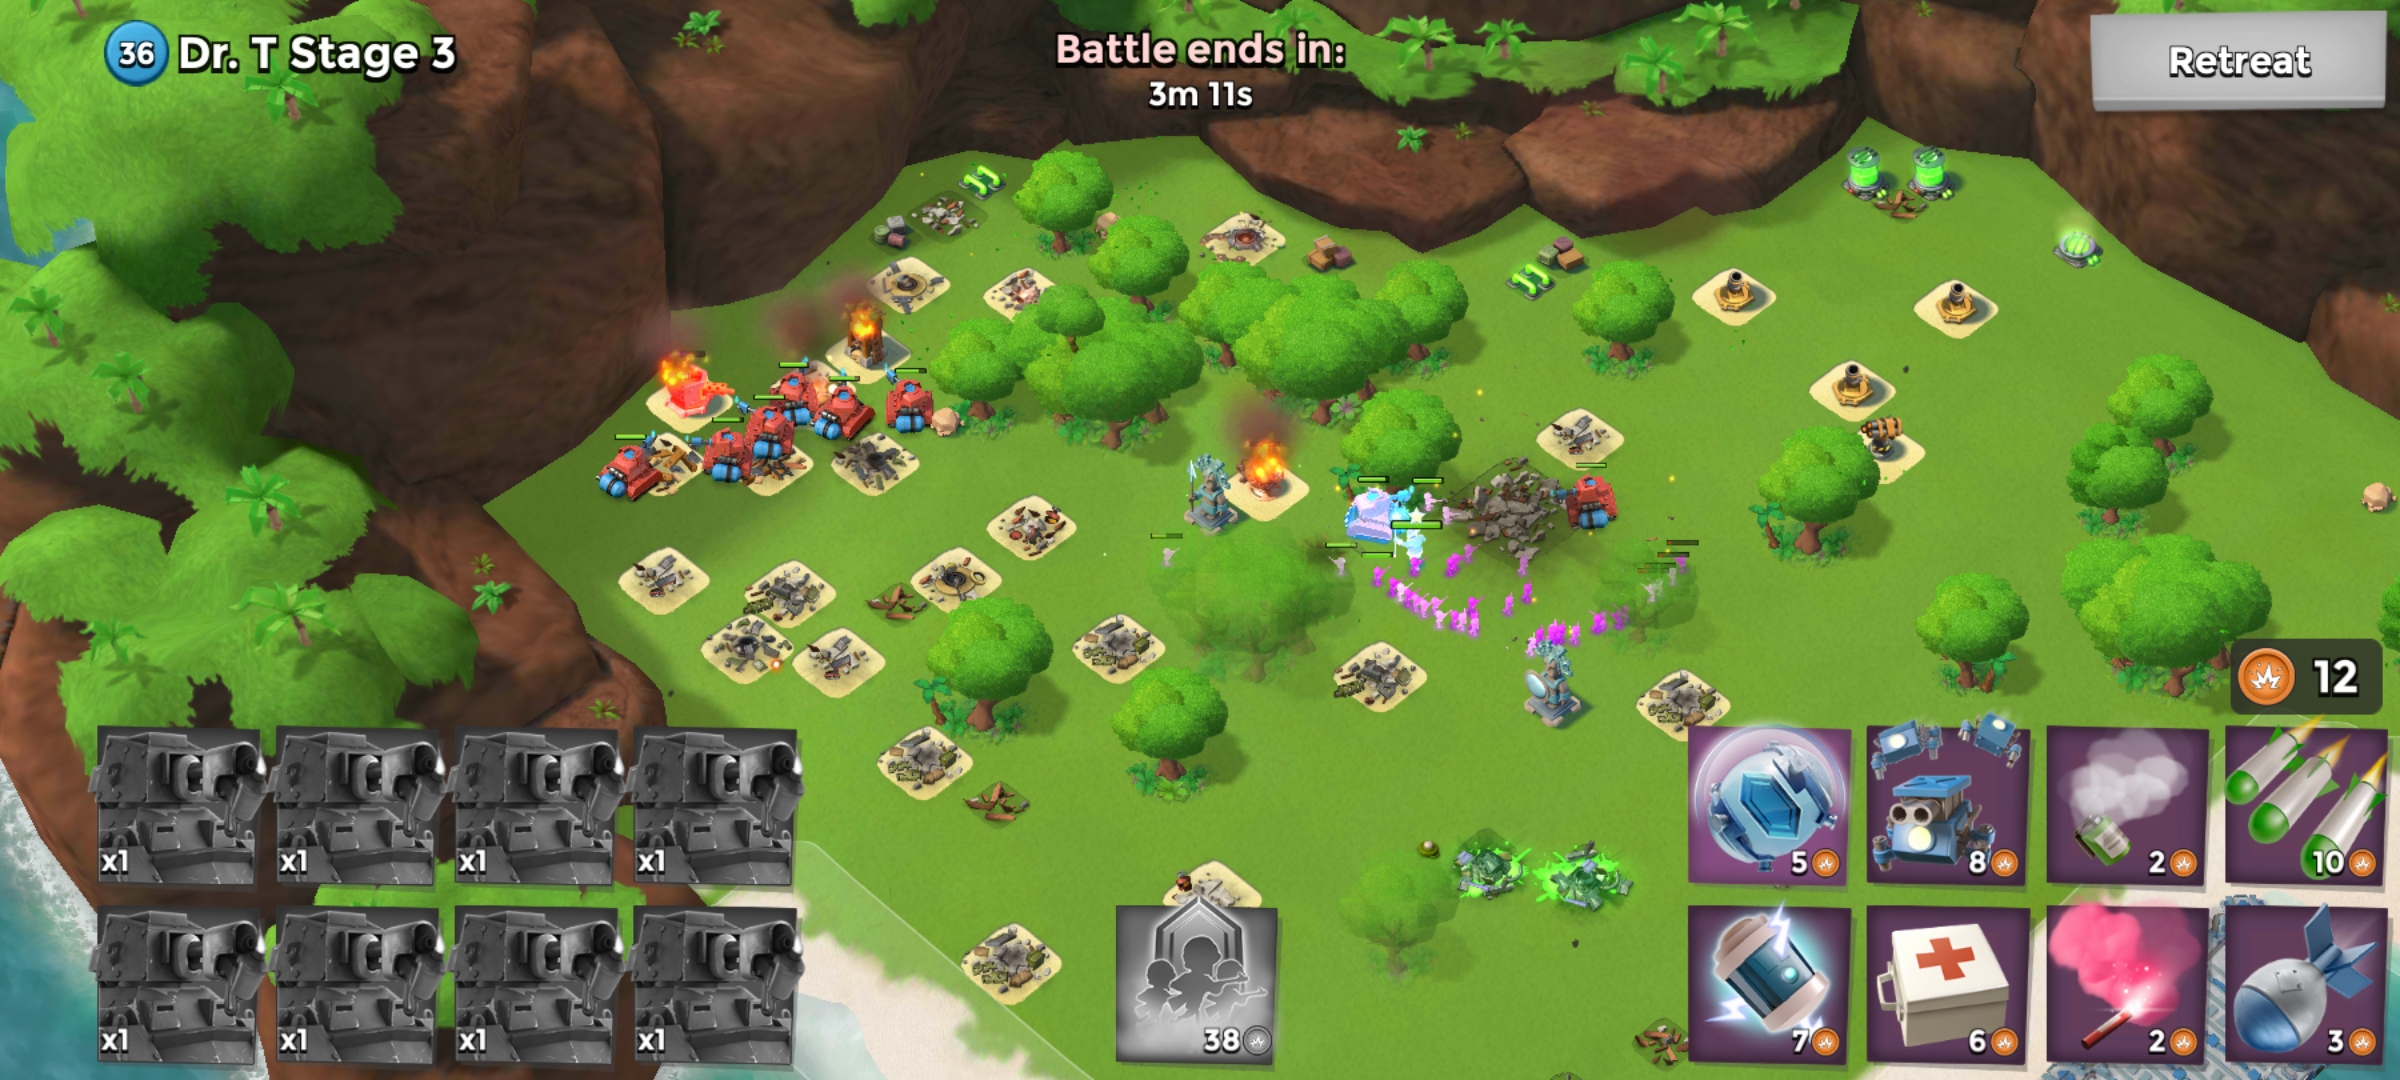 36 Dr. T Stage 3
Battle ends in:
3m 11s
Retreat
12
x1 x1 x1 x1
5 8 2 10
x1 x1 x1 x1
38
7 6 2 3